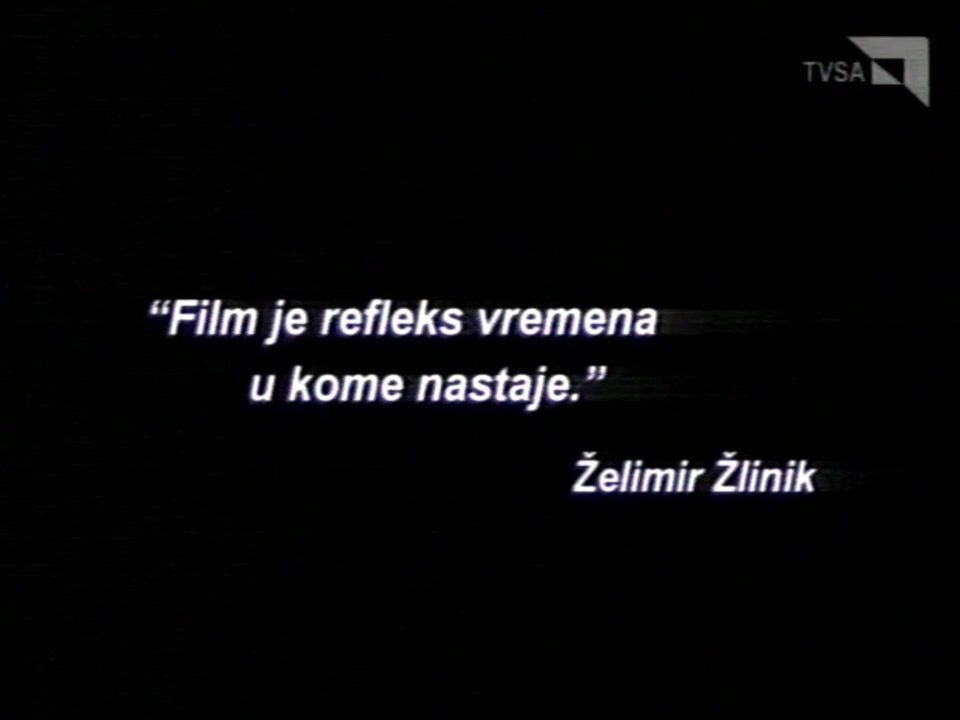 TVSA
“Film je refleks vremena
u kome nastaje.”
Želimir Žlinik